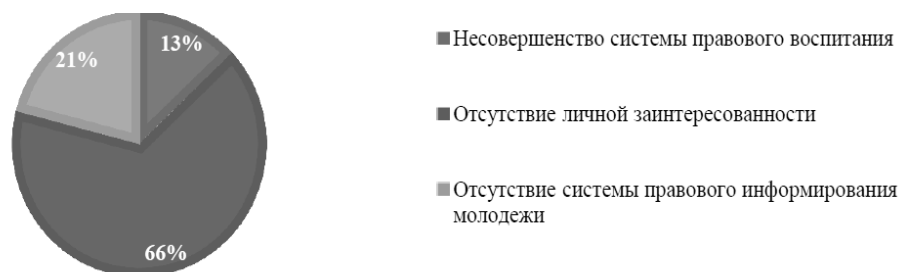 13%
21%
66%
Несовершенство системы правового воспитания
Отсутствие личной заинтересованности
Отсутствие системы правового информирования
молодежи